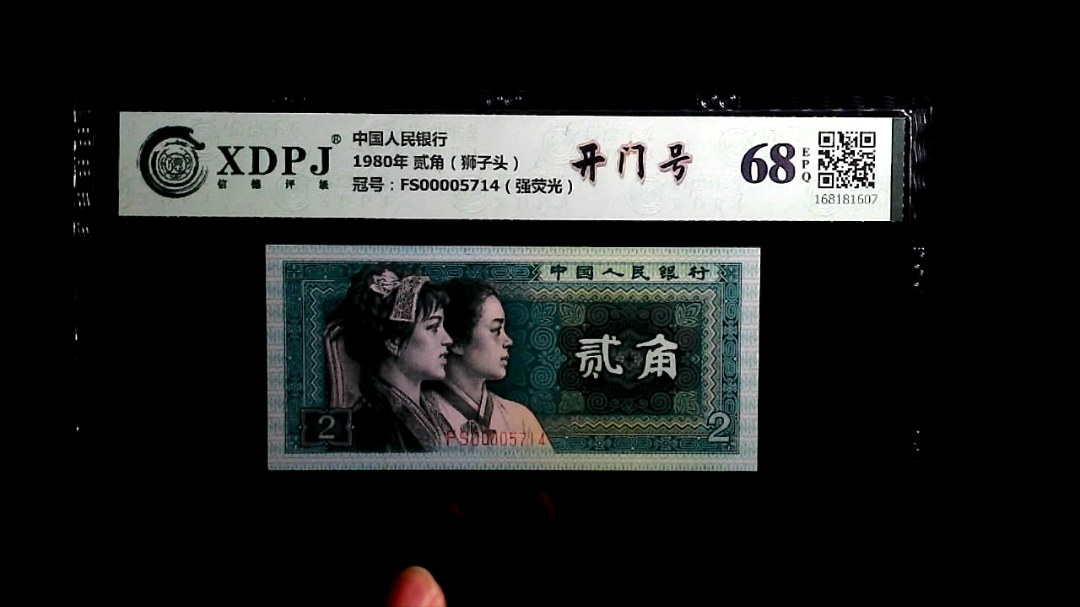 XDPJ®
信德评级
中国人民银行
1980年 贰角（狮子头）
冠号：FS00005714（强荧光）
开门号
68
EPQ
168181607
中国人民银行
贰角
2
FS00005714
2